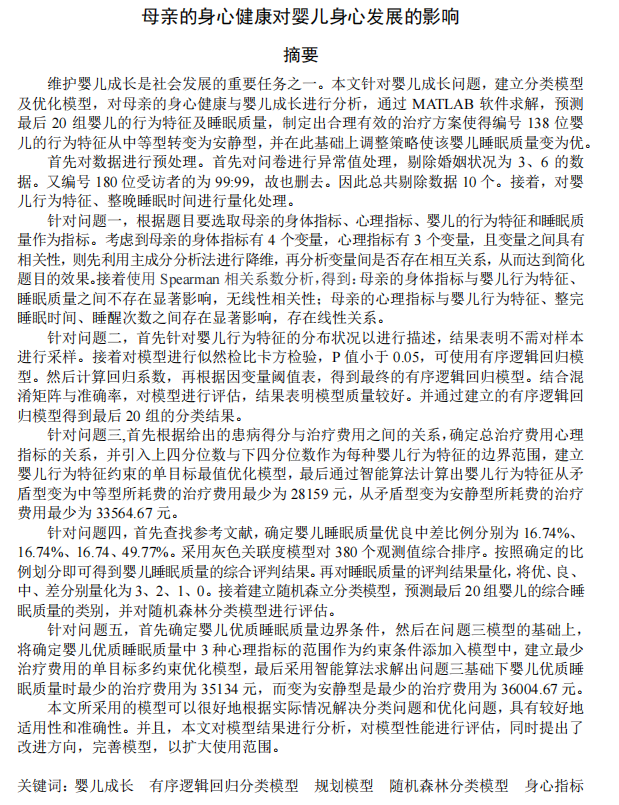 母亲的身心健康对婴儿身心发展的影响
摘要
维护婴儿成长是社会发展的重要任务之一。本文针对婴儿成长问题，建立分类模型
及优化模型，对母亲的身心健康与婴儿成长进行分析，通过 MATLAB 软件求解，预测
最后 20 组婴儿的行为特征及睡眠质量，制定出合理有效的治疗方案使得编号 138 位婴
儿的行为特征从中等型转变为安静型，并在此基础上调整策略使该婴儿睡眠质量变为优。
首先对数据进行预处理。首先对问卷进行异常值处理，剔除婚姻状况为 3、6 的数
据。又编号 180 位受访者的为 99:99，故也删去。因此总共剔除数据 10 个。接着，对婴
儿行为特征、整晚睡眠时间进行量化处理。
针对问题一，根据题目要选取母亲的身体指标、心理指标、婴儿的行为特征和睡眠质
量作为指标。考虑到母亲的身体指标有 4 个变量，心理指标有 3 个变量，且变量之间具有
相关性，则先利用主成分分析法进行降维，再分析变量间是否存在相互关系，从而达到简化
题目的效果。接着使用 Spearman 相关系数分析，得到：母亲的身体指标与婴儿行为特征、
睡眠质量之间不存在显著影响，无线性相关性；母亲的心理指标与婴儿行为特征、整完
睡眠时间、睡醒次数之间存在显著影响，存在线性关系。
针对问题二，首先针对婴儿行为特征的分布状况以进行描述，结果表明不需对样本
进行采样。接着对模型进行似然检比卡方检验，P 值小于 0.05，可使用有序逻辑回归模
型。然后计算回归系数，再根据因变量阈值表，得到最终的有序逻辑回归模型。结合混
淆矩阵与准确率，对模型进行评估，结果表明模型质量较好。并通过建立的有序逻辑回
归模型得到最后 20 组的分类结果。
针对问题三,首先根据给出的患病得分与治疗费用之间的关系，确定总治疗费用心理
指标的关系，并引入上四分位数与下四分位数作为每种婴儿行为特征的边界范围，建立
婴儿行为特征约束的单目标最值优化模型，最后通过智能算法计算出婴儿行为特征从矛
盾型变为中等型所耗费的治疗费用最少为 28159 元，从矛盾型变为安静型所耗费的治疗
费用最少为 33564.67 元。
针对问题四，首先查找参考文献，确定婴儿睡眠质量优良中差比例分别为 16.74%、
16.74%、16.74、49.77%。采用灰色关联度模型对 380 个观测值综合排序。按照确定的比
例划分即可得到婴儿睡眠质量的综合评判结果。再对睡眠质量的评判结果量化，将优、良、
中、差分别量化为 3、2、1、0。接着建立随机森立分类模型，预测最后 20 组婴儿的综合睡
眠质量的类别，并对随机森林分类模型进行评估。
针对问题五，首先确定婴儿优质睡眠质量边界条件，然后在问题三模型的基础上，
将确定婴儿优质睡眠质量中 3 种心理指标的范围作为约束条件添加入模型中，建立最少
治疗费用的单目标多约束优化模型，最后采用智能算法求解出问题三基础下婴儿优质睡
眠质量时最少的治疗费用为 35134 元，而变为安静型是最少的治疗费用为 36004.67 元。
本文所采用的模型可以很好地根据实际情况解决分类问题和优化问题，具有较好地
适用性和准确性。并且，本文对模型结果进行分析，对模型性能进行评估，同时提出了
改进方向，完善模型，以扩大使用范围。
关键词：婴儿成长 有序逻辑回归分类模型 规划模型 随机森林分类模型 身心指标